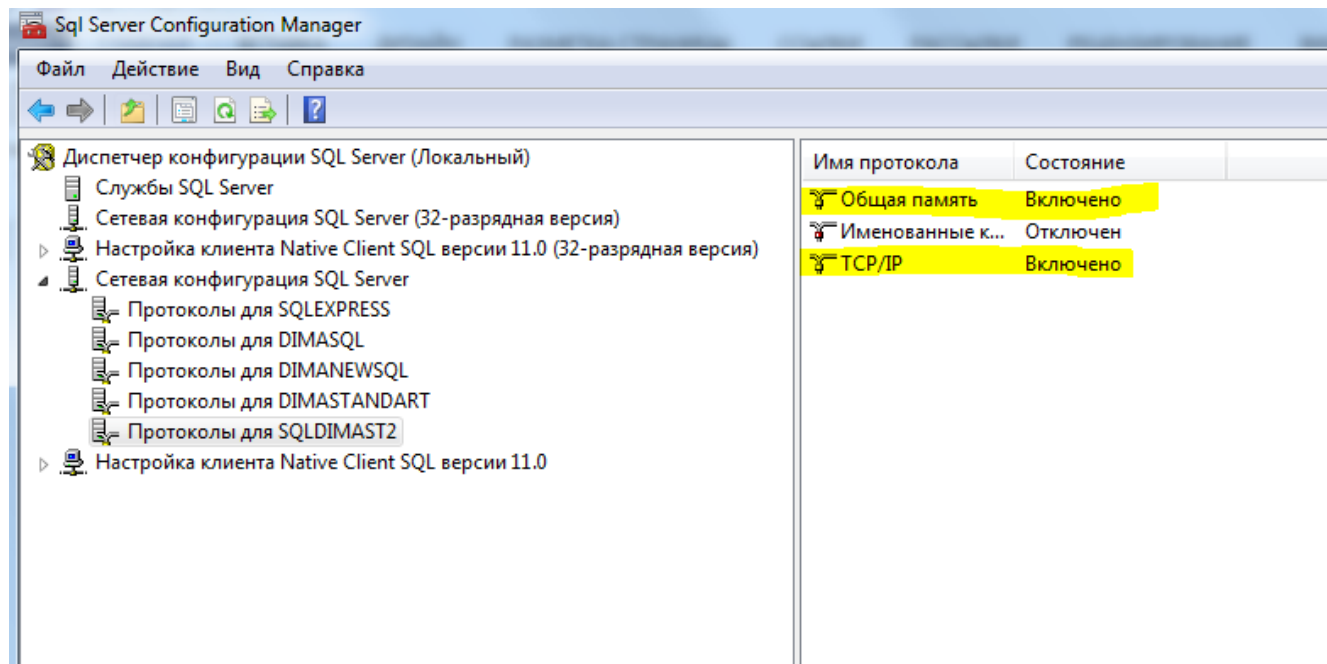 Sql Server Configuration Manager
Файл Действие Вид Справка
Диспетчер конфигурации SQL Server (Локальный)
Службы SQL Server
Сетевая конфигурация SQL Server (32-разрядная версия)
Настройка клиента Native Client SQL версии 11.0 (32-разрядная версия)
Сетевая конфигурация SQL Server
Протоколы для SQLEXPRESS
Протоколы для DIMASQL
Протоколы для DIMANEWSQL
Протоколы для DIMASTANDART
Протоколы для SQLDIMAST2
Настройка клиента Native Client SQL версии 11.0
Имя протокола Состояние
Общая память Включено
Именованные к... Отключен
TCP/IP Включено